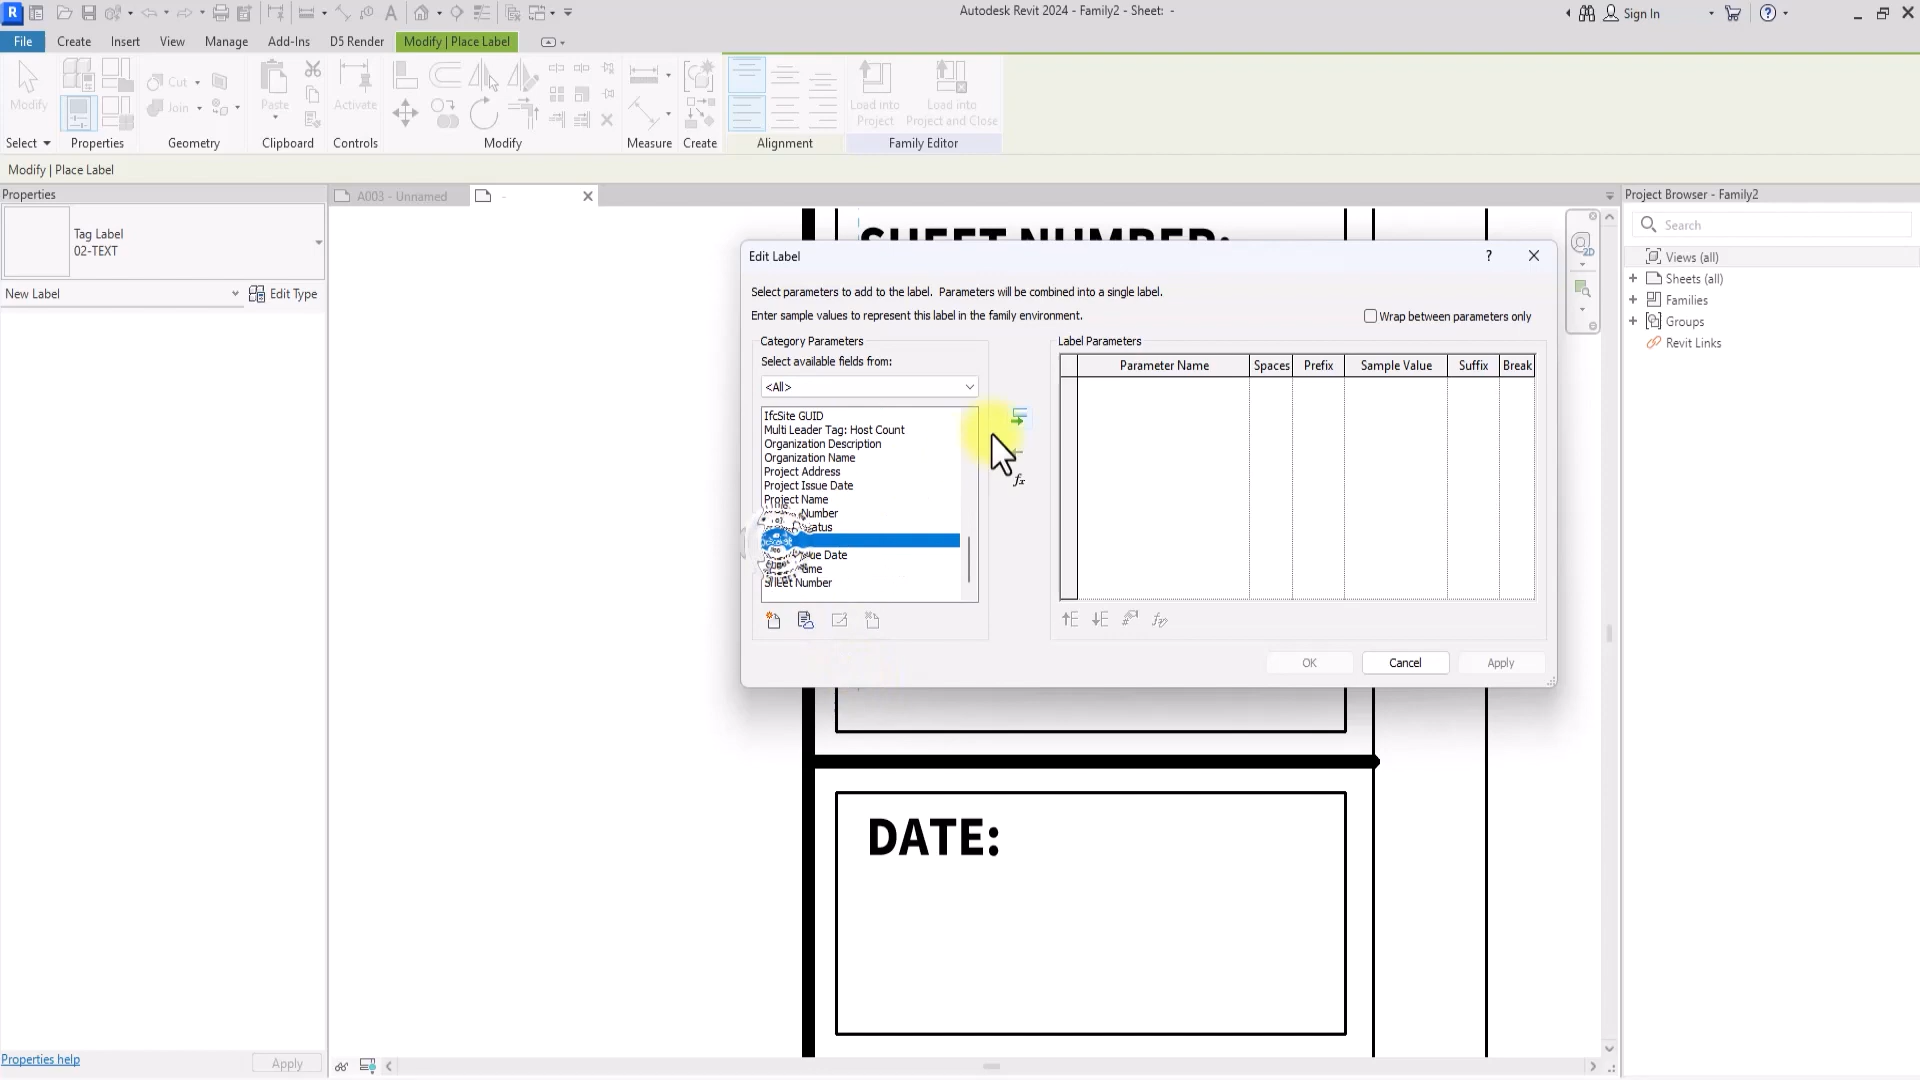 Autodesk Revit 2024 - Family2 - Sheet: -
Sign In
File
Create
Insert
View
Manage
Add-Ins
D5 Render
Modify | Place Label
Modify
Cut
Join
Paste
Activate
Load into
Project
Load into
Project and Close
Select
Properties
Geometry
Clipboard
Controls
Modify
Measure
Create
Alignment
Family Editor
Modify | Place Label
Properties
Tag Label
02-TEXT
New Label
Edit Type
Properties help
Apply
A003 - Unnamed
-
SHEET NUMBER:
DATE:
Edit Label
?
Select parameters to add to the label. Parameters will be combined into a single label.
Enter sample values to represent this label in the family environment.
Wrap between parameters only
Category Parameters
Select available fields from:
<All>
IfcSite GUID
Multi Leader Tag: Host Count
Organization Description
Organization Name
Project Address
Project Issue Date
Project Name
Number
Date
Sheet Number
fx
Label Parameters
Parameter Name
Spaces
Prefix
Sample Value
Suffix
Break
OK
Cancel
Apply
Project Browser - Family2
Search
Views (all)
Sheets (all)
Families
Groups
Revit Links
2D